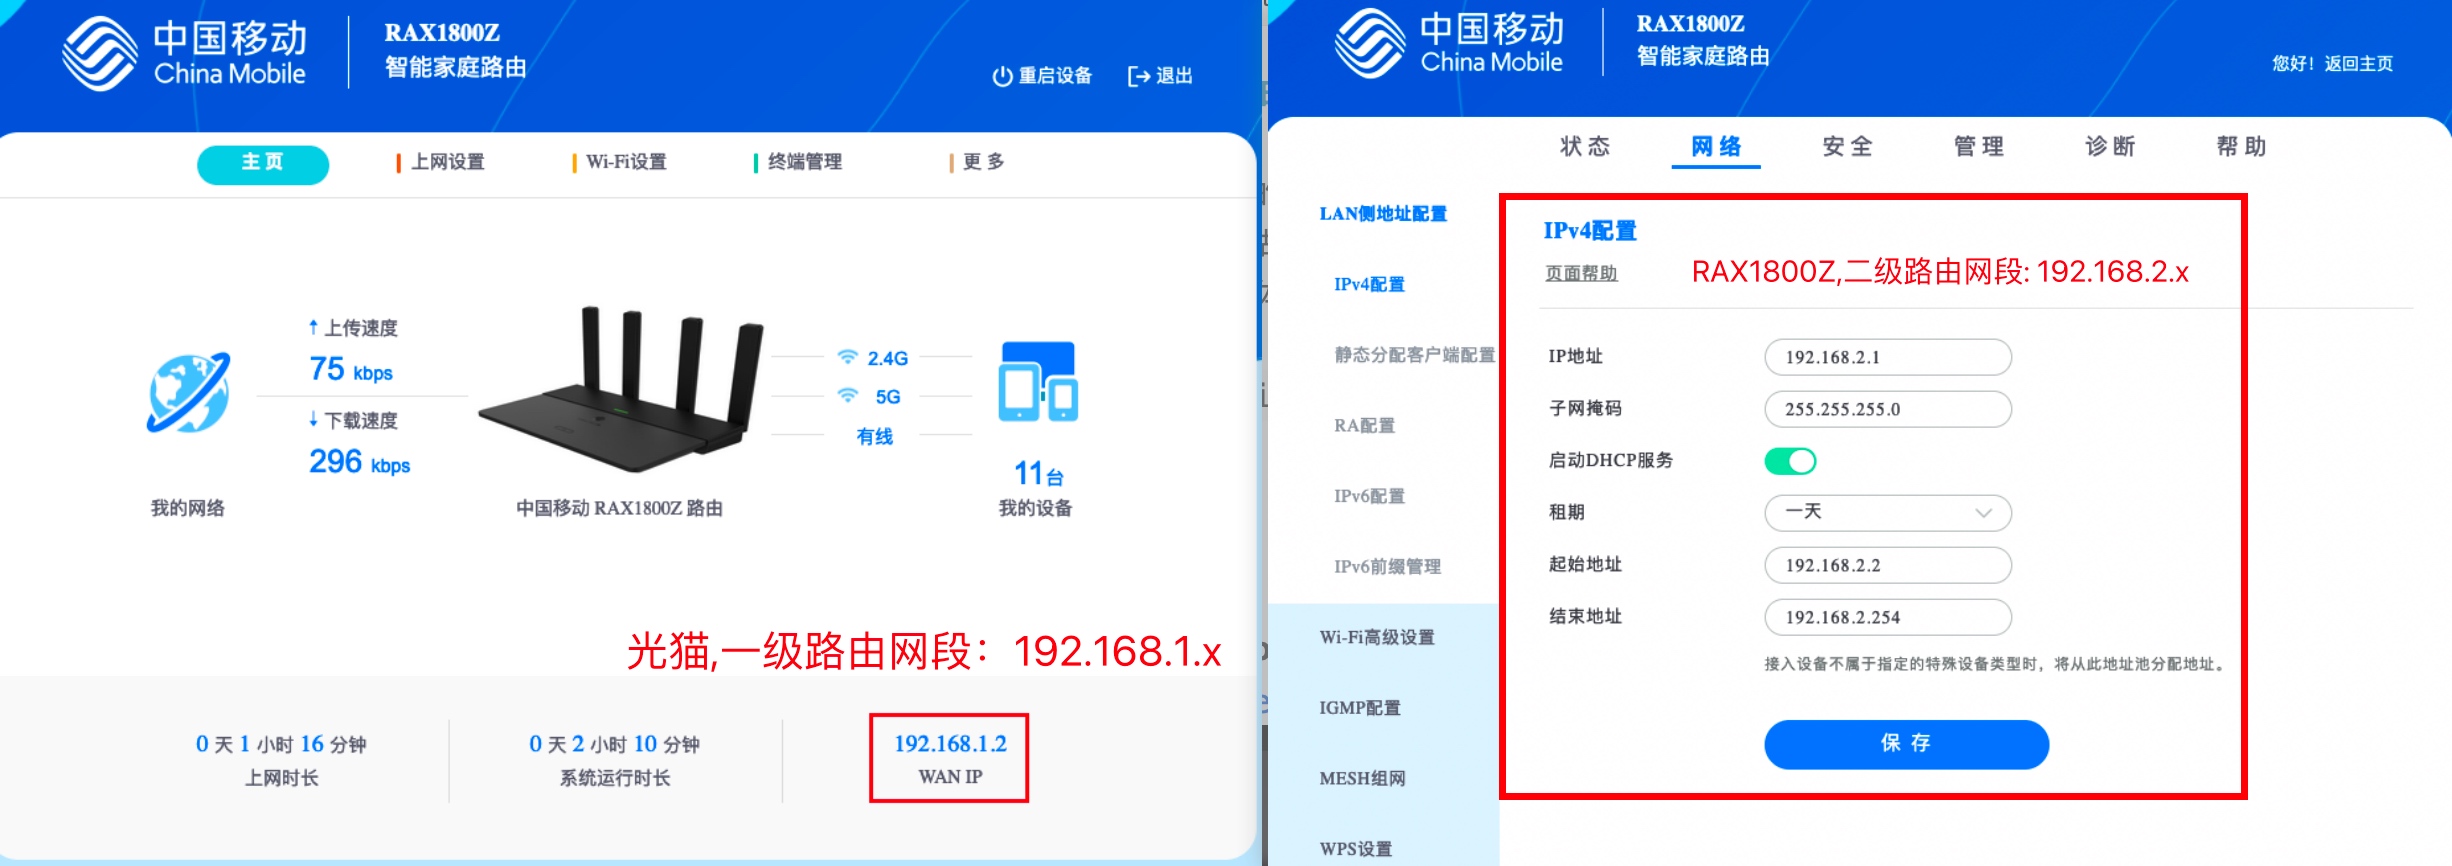 中国移动
China Mobile
RAX1800Z
智能家庭路由
重启设备
退出
主页
上网设置
Wi-Fi设置
终端管理
更多
上传速度
75 kbps
下载速度
296 kbps
我的网络
中国移动 RAX1800Z 路由
2.4G
5G
有线
11台
我的设备
光猫,一级路由网段：192.168.1.x
0 天 1 小时 16 分钟
上网时长
0 天 2 小时 10 分钟
系统运行时长
192.168.1.2
WAN IP
中国移动
China Mobile
RAX1800Z
智能家庭路由
您好！返回主页
状态
网络
安全
管理
诊断
帮助
LAN侧地址配置
IPv4配置
静态分配客户端配置
RA配置
IPv6配置
IPv6前缀管理
Wi-Fi高级设置
IGMP配置
MESH组网
WPS设置
IPv4配置
页面帮助
RAX1800Z,二级路由网段: 192.168.2.x
IP地址 192.168.2.1
子网掩码 255.255.255.0
启动DHCP服务
租期 一天
起始地址 192.168.2.2
结束地址 192.168.2.254
接入设备不属于指定的特殊设备类型时，将从此地址池分配地址。
保存